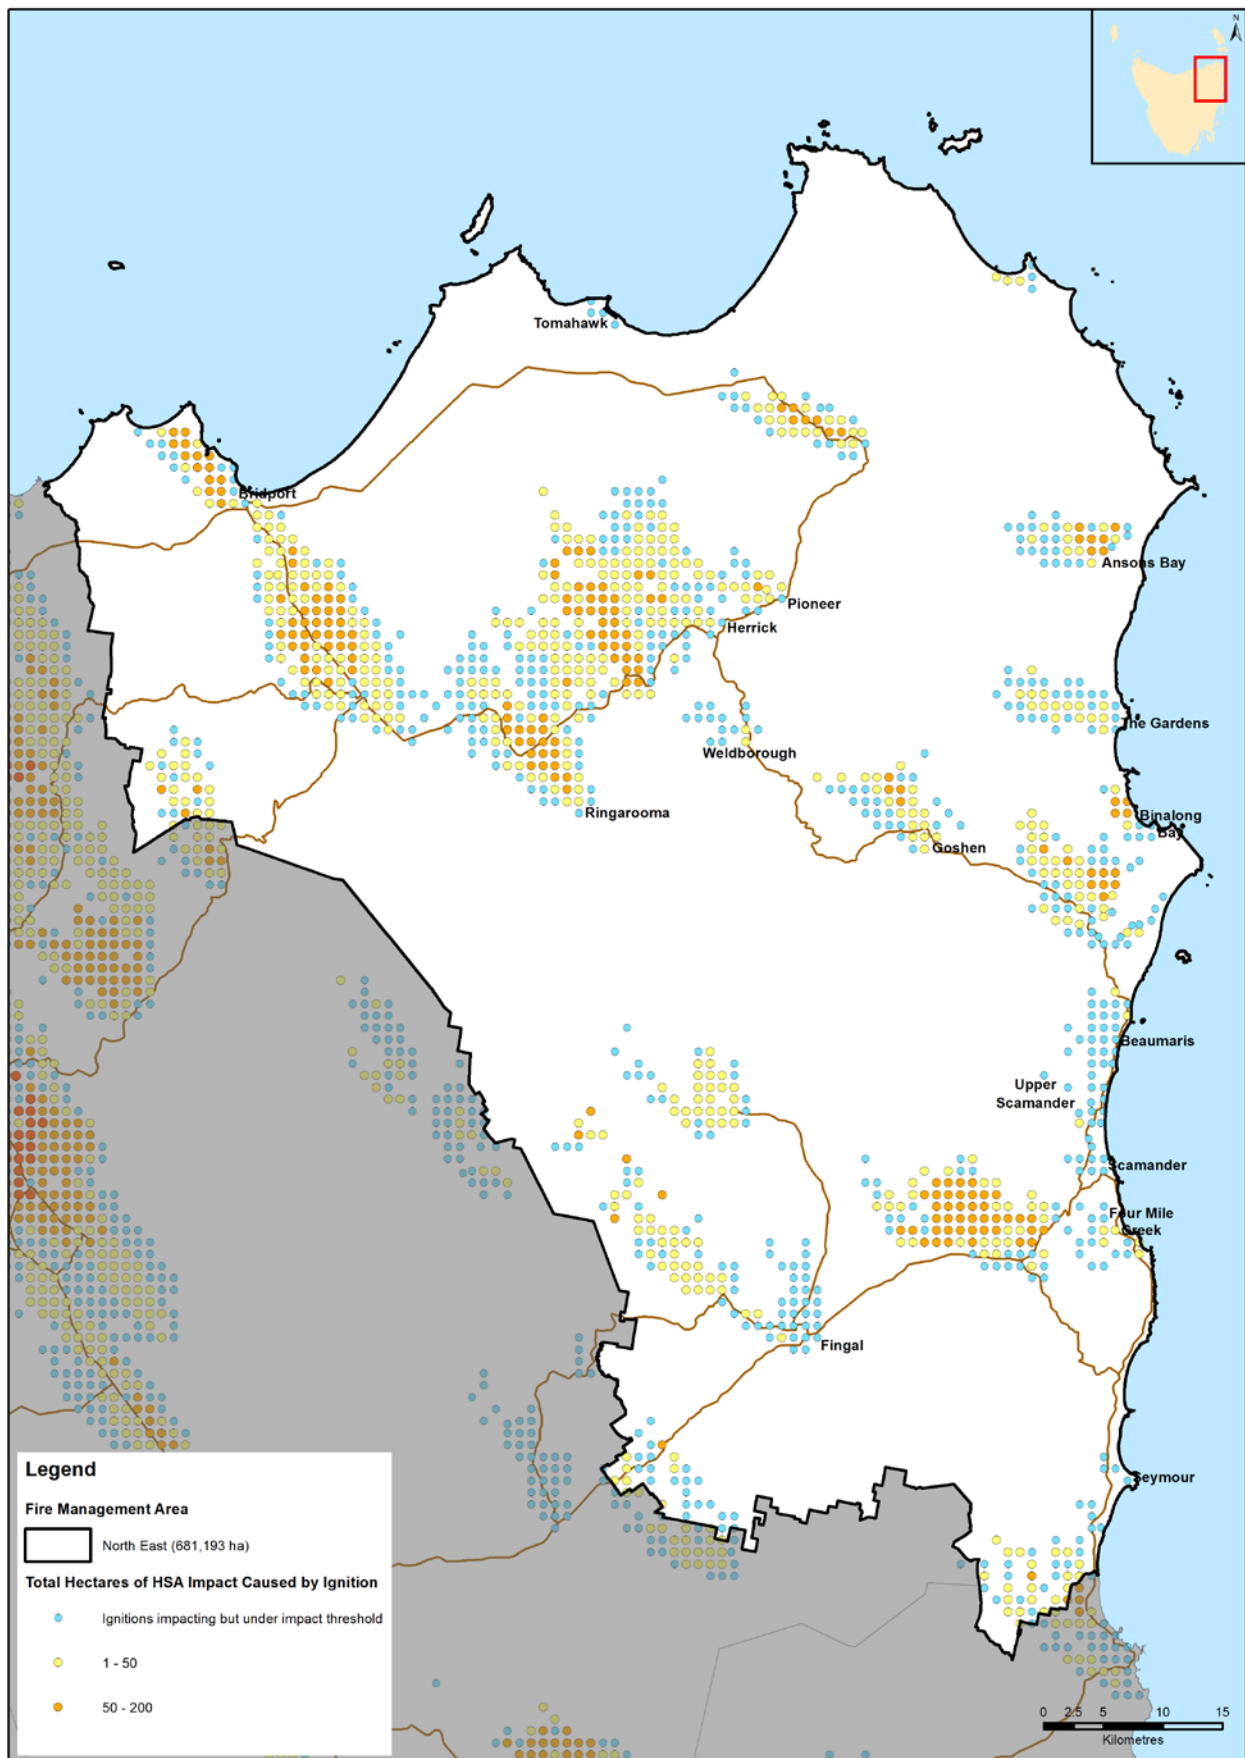 N
Tomahawk
Bridport
Ansons Bay
Pioneer
Herrick
The Gardens
Weldborough
Ringarooma
Binalong
Bay
Goshen
Beaumaris
Upper
Scamander
Scamander
Four Mile
Creek
Fingal
Seymour
Legend
Fire Management Area
North East (681,193 ha)
Total Hectares of HSA Impact Caused by Ignition
Ignitions impacting but under impact threshold
1 - 50
50 - 200
0 2.5 5 10 15
Kilometres